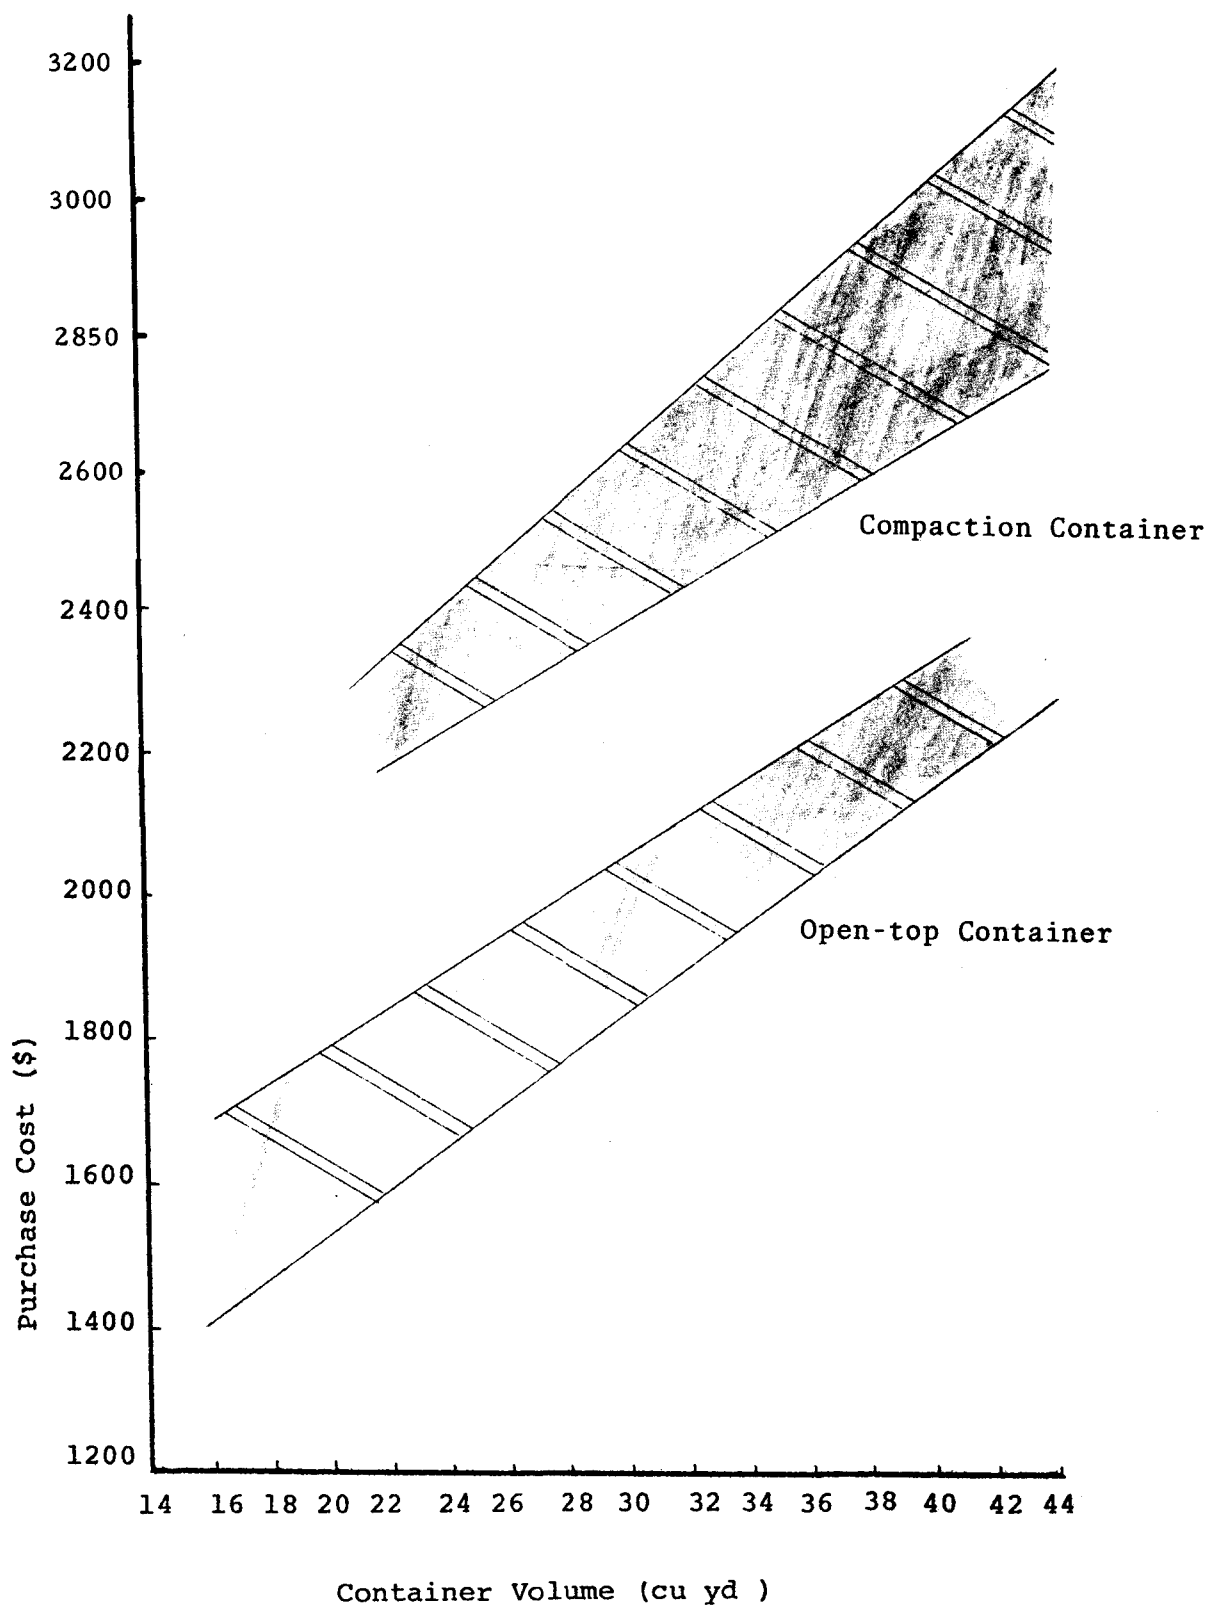 3200
3000
2850
2600
Compaction Container
2400
2200
2000
Open-top Container
1800
1600
1400
1200
Purchase Cost ($)
14 16 18 20 22 24 26 28 30 32 34 36 38 40 42 44
Container Volume (cu yd )